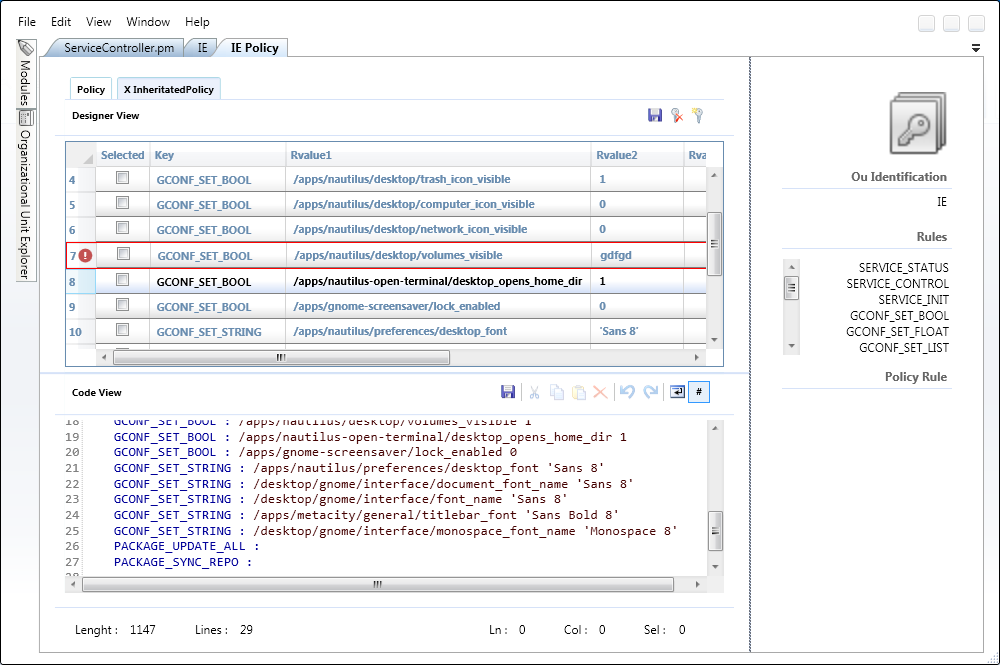 File Edit View Window Help
ServiceController.pm IE IE Policy
Modules
Organizational Unit Explorer
Policy X InheritatedPolicy
Designer View
Selected Key Rvalue1 Rvalue2 Rva
4 GCONF_SET_BOOL /apps/nautilus/desktop/trash_icon_visible 1
5 GCONF_SET_BOOL /apps/nautilus/desktop/computer_icon_visible 0
6 GCONF_SET_BOOL /apps/nautilus/desktop/network_icon_visible 0
7 GCONF_SET_BOOL /apps/nautilus/desktop/volumes_visible gdfgd
8 GCONF_SET_BOOL /apps/nautilus-open-terminal/desktop_opens_home_dir 1
9 GCONF_SET_BOOL /apps/gnome-screensaver/lock_enabled 0
10 GCONF_SET_STRING /apps/nautilus/preferences/desktop_font 'Sans 8'
Code View #
18 GCONF_SET_BOOL : /apps/nautilus/desktop/volumes_visible 1
19 GCONF_SET_BOOL : /apps/nautilus-open-terminal/desktop_opens_home_dir 1
20 GCONF_SET_BOOL : /apps/gnome-screensaver/lock_enabled 0
21 GCONF_SET_STRING : /apps/nautilus/preferences/desktop_font 'Sans 8'
22 GCONF_SET_STRING : /desktop/gnome/interface/document_font_name 'Sans 8'
23 GCONF_SET_STRING : /desktop/gnome/interface/font_name 'Sans 8'
24 GCONF_SET_STRING : /apps/metacity/general/titlebar_font 'Sans Bold 8'
25 GCONF_SET_STRING : /desktop/gnome/interface/monospace_font_name 'Monospace 8'
26 PACKAGE_UPDATE_ALL :
27 PACKAGE_SYNC_REPO :
28
Lenght : 1147 Lines : 29 Ln : 0 Col : 0 Sel : 0
Ou Identification
IE
Rules
SERVICE_STATUS
SERVICE_CONTROL
SERVICE_INIT
GCONF_SET_BOOL
GCONF_SET_FLOAT
GCONF_SET_LIST
Policy Rule